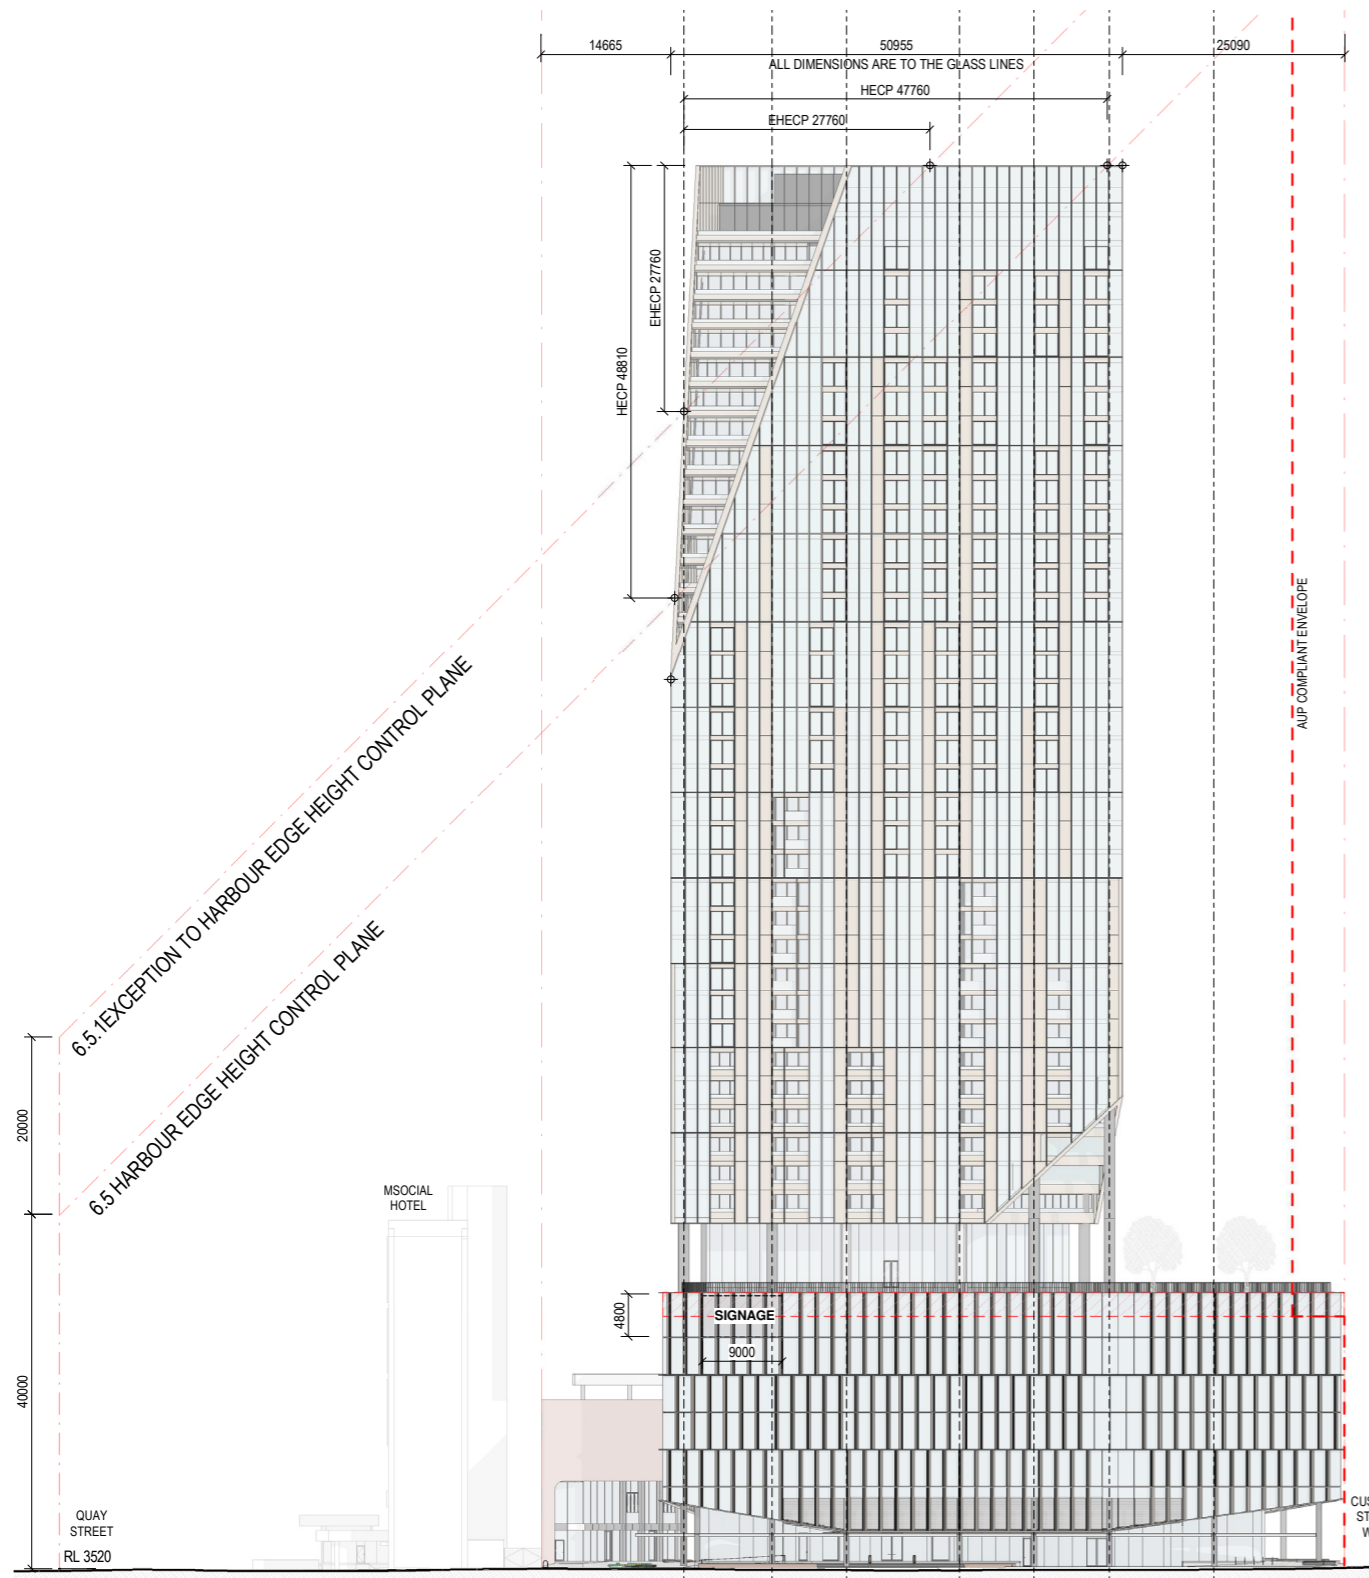 14665
50955
25090
ALL DIMENSIONS ARE TO THE GLASS LINES
HECP 47760
EHECP 27760
EHECP 27760
HECP 48810
AUP COMPLIANT ENVELOPE
6.5.1EXCEPTION TO HARBOUR EDGE HEIGHT CONTROL PLANE
6.5 HARBOUR EDGE HEIGHT CONTROL PLANE
20000
MSOCIAL
HOTEL
4800
SIGNAGE
9000
40000
QUAY
STREET
RL 3520
CUS
ST
W